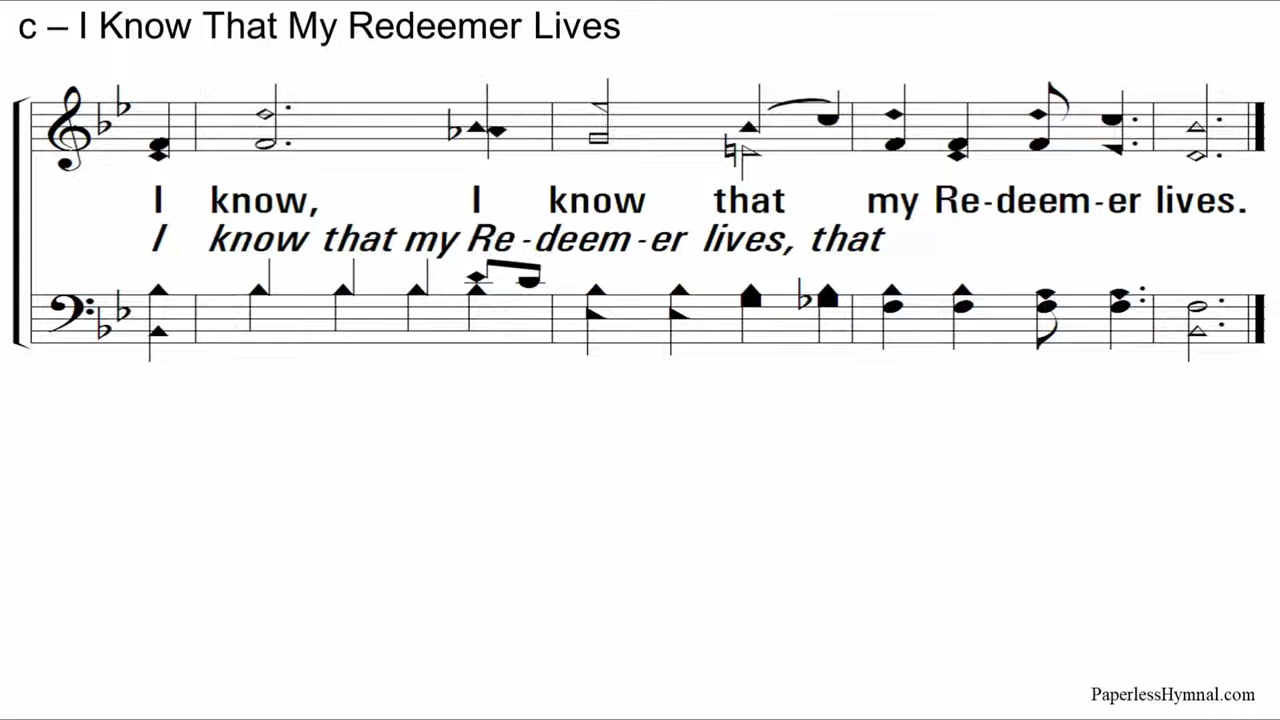 c – I Know That My Redeemer Lives
I know, I know that my Re-deem-er lives.
I know that my Re-deem-er lives, that
PaperlessHymnal.com